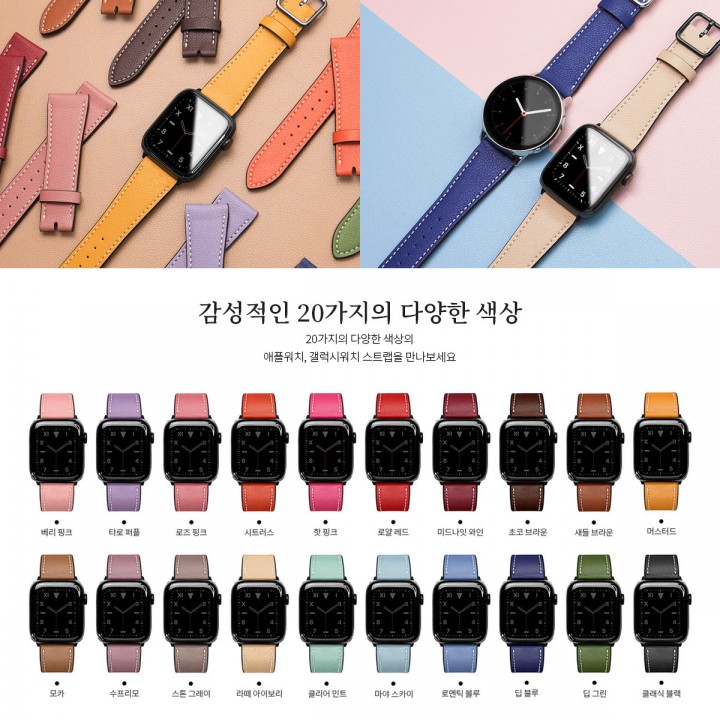 감성적인 20가지의 다양한 색상
20가지의 다양한 색상의
애플워치, 갤럭시워치 스트랩을 만나보세요
베리 핑크 타로 퍼플 로즈 핑크 시트러스 핫 핑크 로얄 레드 미드나잇 와인 초코 브라운 새들 브라운 머스터드
모카 수프리모 스톤 그레이 라떼 아이보리 클리어 민트 마야 스카이 로맨틱 블루 딥 블루 딥 그린 클래식 블랙